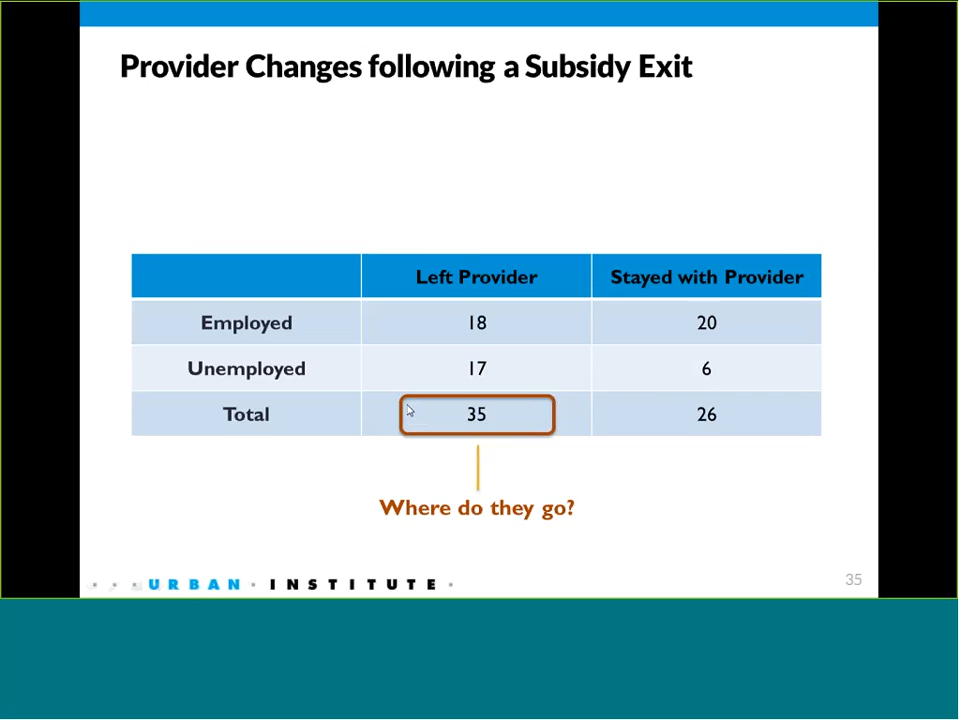 Provider Changes following a Subsidy Exit
Left Provider Stayed with Provider
Employed 18 20
Unemployed 17 6
Total 35 26
Where do they go?
URBAN · INSTITUTE ·
35